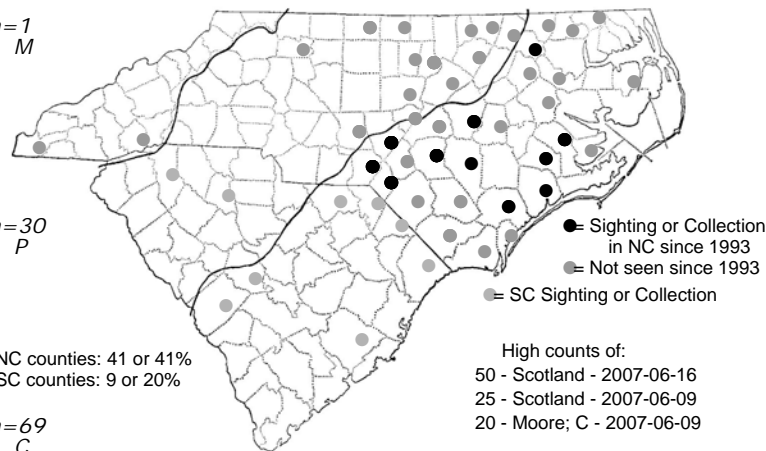 =1
M
=30
P
● = Sighting or Collection
in NC since 1993
● = Not seen since 1993
● = SC Sighting or Collection
NC counties: 41 or 41%
SC counties: 9 or 20%
High counts of:
50 - Scotland - 2007-06-16
25 - Scotland - 2007-06-09
20 - Moore; C - 2007-06-09
=69
C